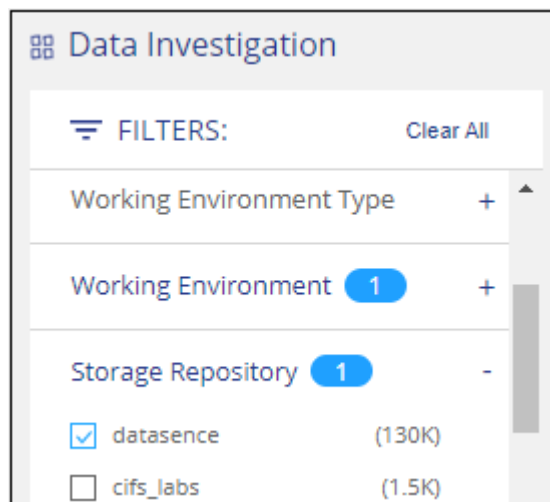 Data Investigation
FILTERS: Clear All
Working Environment Type +
Working Environment 1 +
Storage Repository 1 -
datasence (130K)
cifs_labs (1.5K)